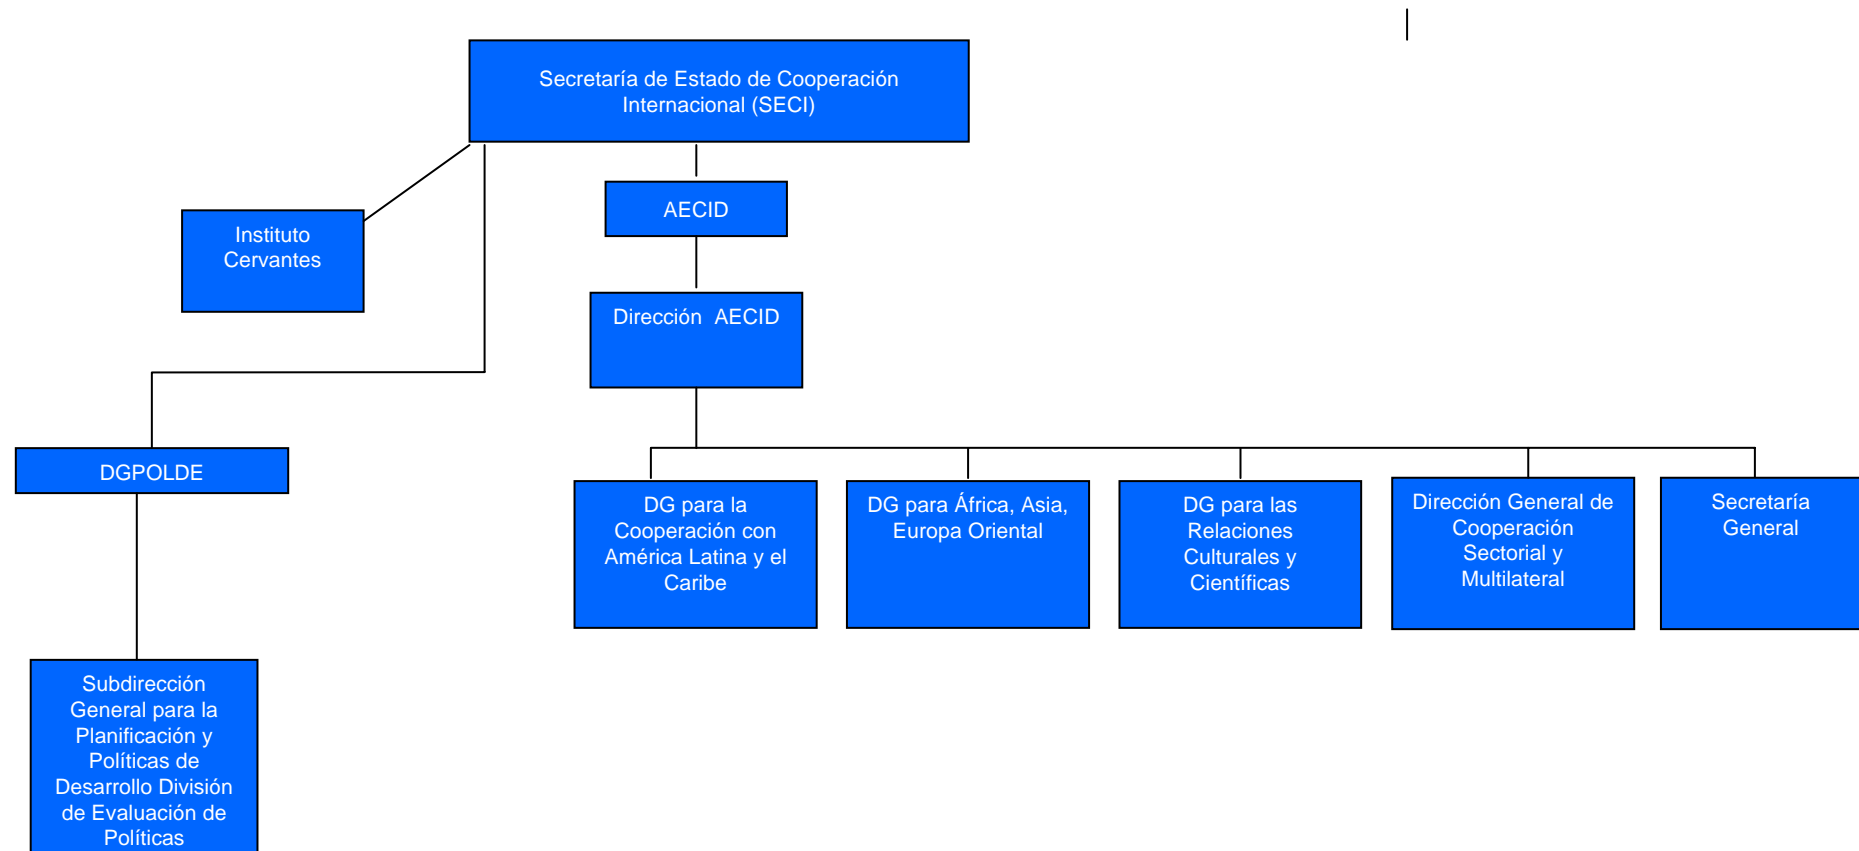 Secretaría de Estado de Cooperación
Internacional (SECI)
AECID
Instituto
Cervantes
Dirección AECID
DGPOLDE
DG para la
Cooperación con
América Latina y el
Caribe
DG para África, Asia,
Europa Oriental
DG para las
Relaciones
Culturales y
Científicas
Dirección General de
Cooperación
Sectorial y
Multilateral
Secretaría
General
Subdirección
General para la
Planificación y
Políticas de
Desarrollo División
de Evaluación de
Políticas